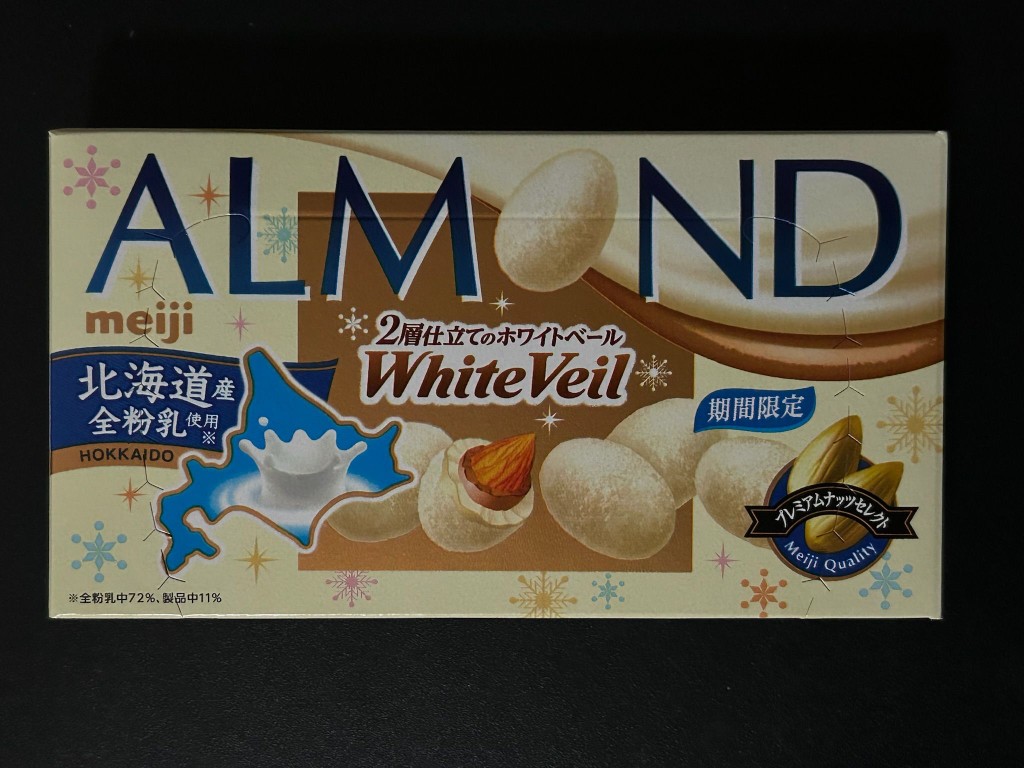 ALMOND
meiji
2層仕立てのホワイトベール
WhiteVeil
北海道産
全粉乳使用※
HOKKAIDO
期間限定
プレミアムナッツセレクト
Meiji Quality
※全粉乳中72%、製品中11%